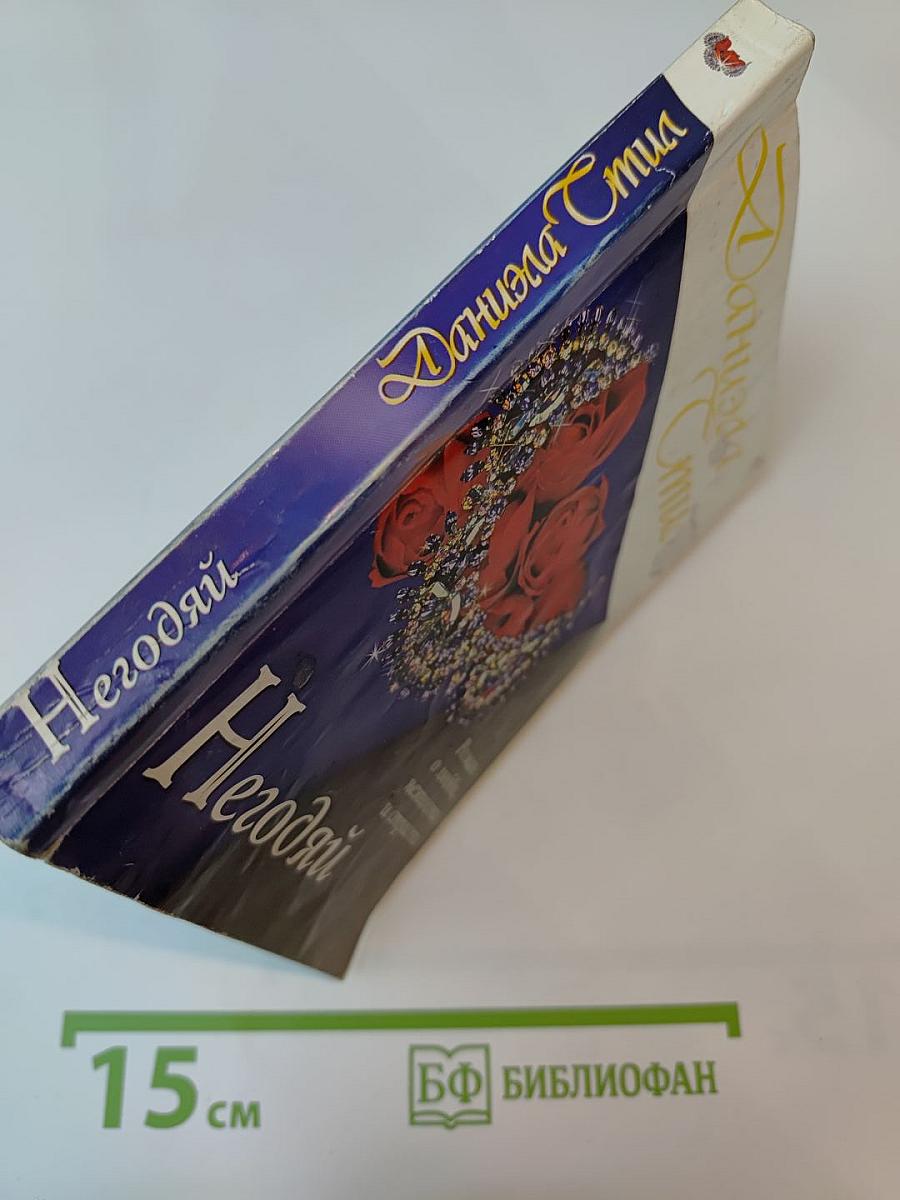 Даниэла Стил
Негодяй
Даниэла
Стил
Негодяй
15 см
БФ БИБЛИОФАН